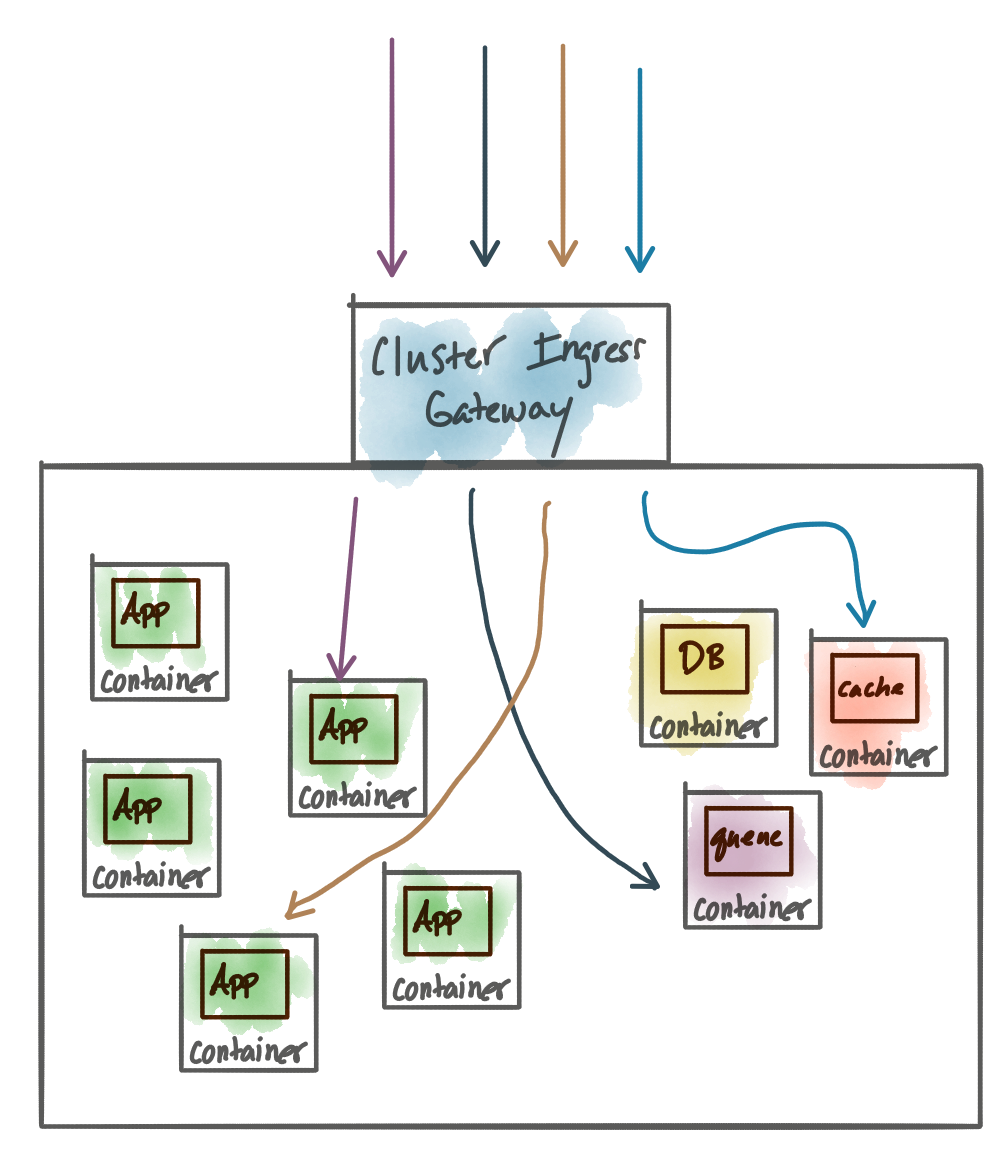 Cluster Ingress
Gateway
App
Container
App
Container
DB
Container
cache
Container
App
Container
queue
Container
App
Container
App
Container